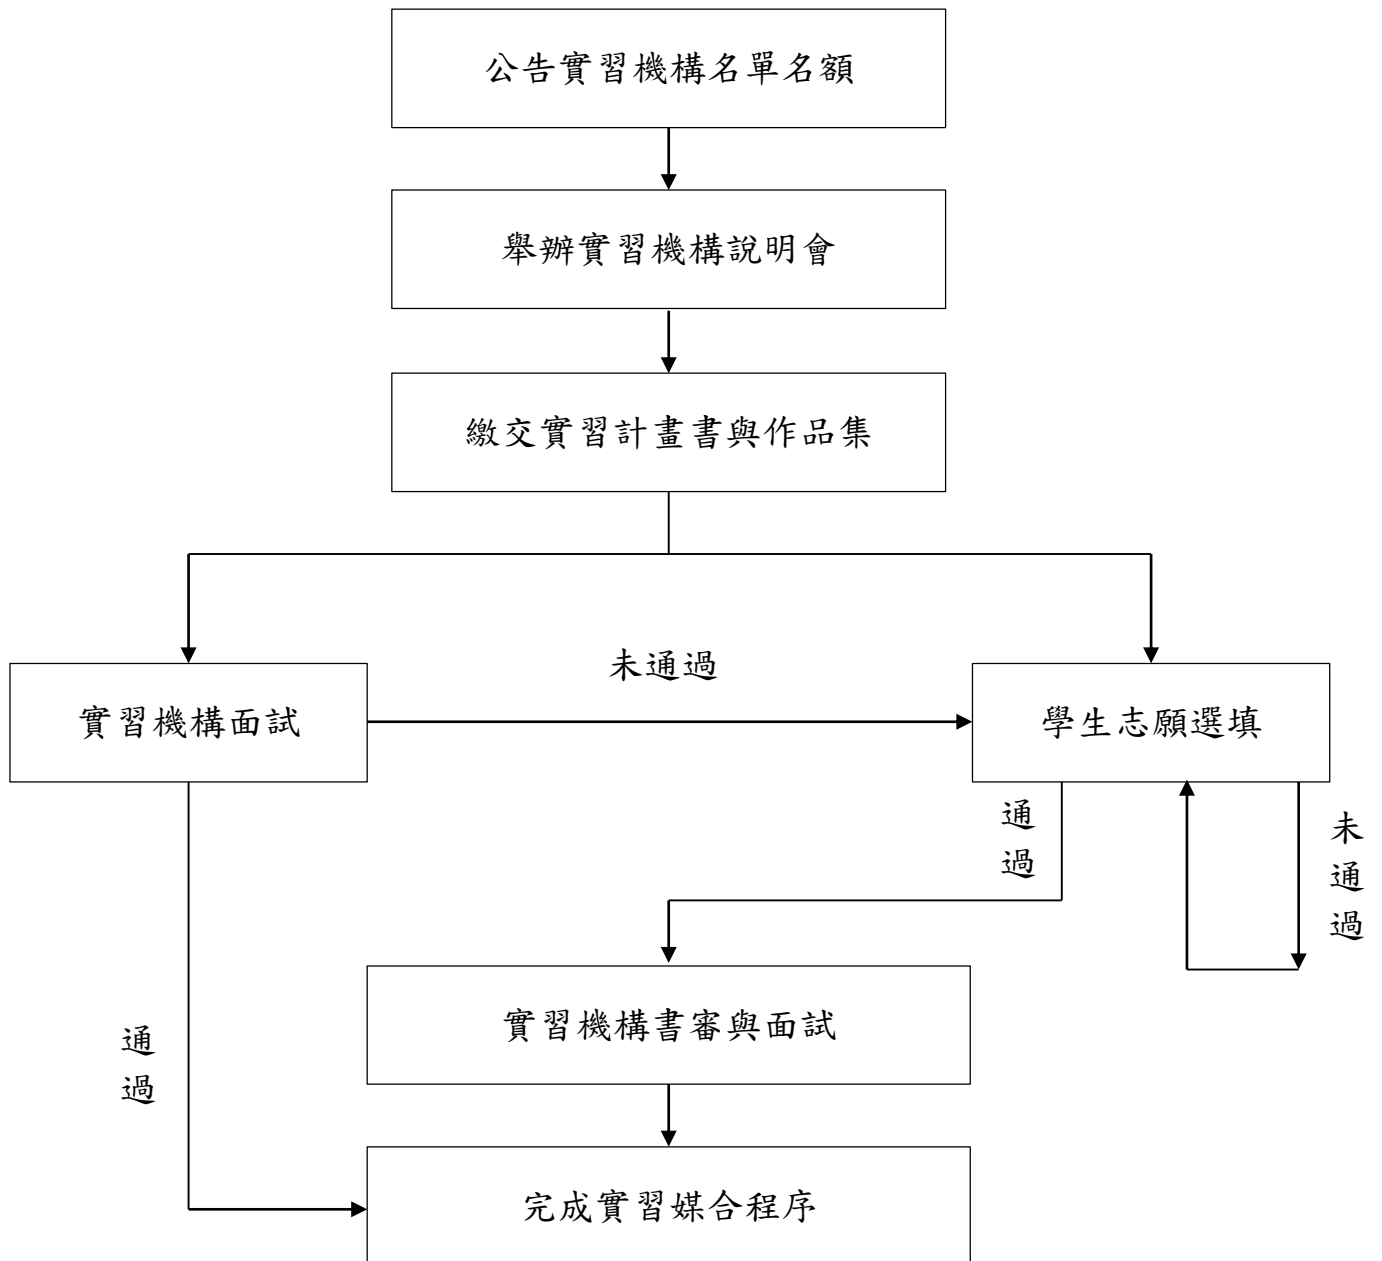 公告實習機構名單名額
舉辦實習機構說明會
繳交實習計畫書與作品集
未通過
實習機構面試
學生志願選填
通過
未通過
實習機構書審與面試
通過
完成實習媒合程序